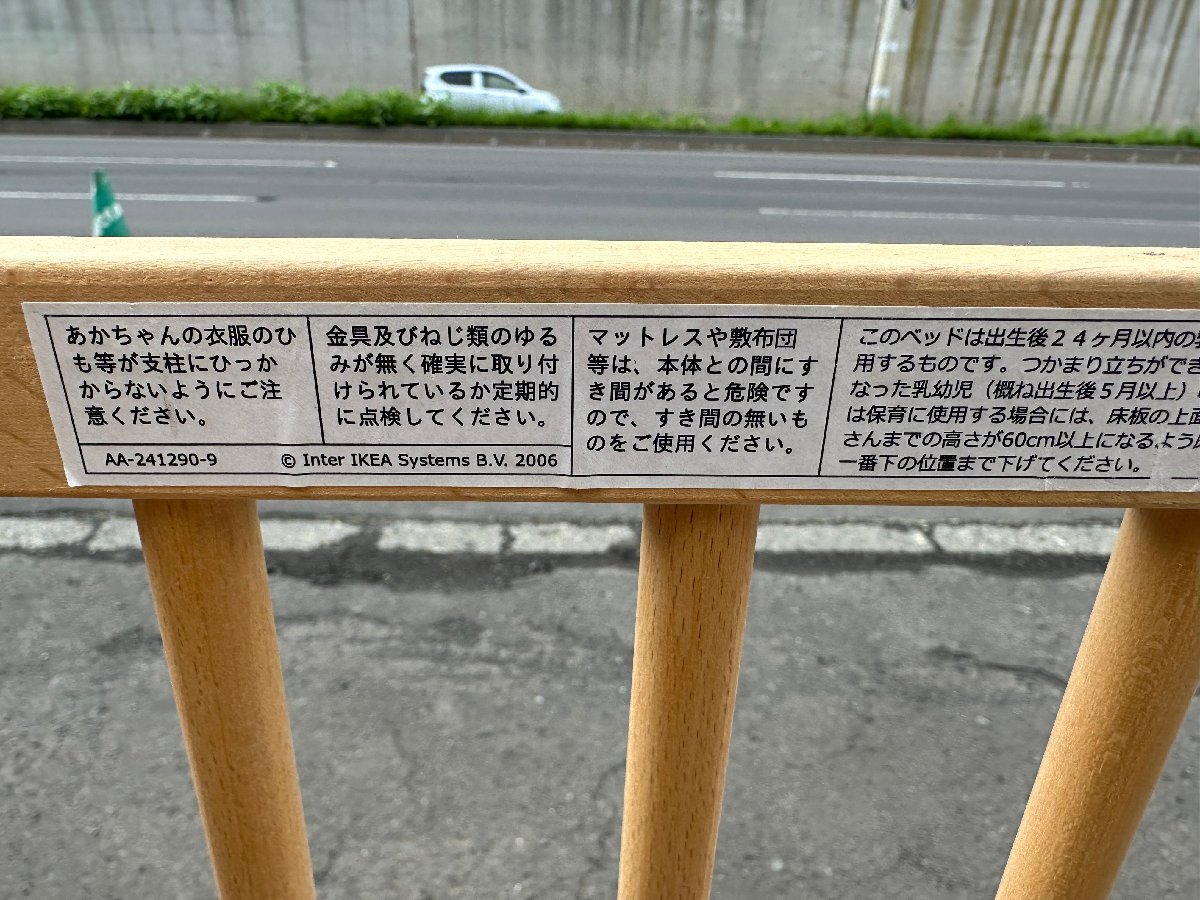 あかちゃんの衣服のひ
も等が支柱にひっか
からないようにご注
意ください。
金具及びねじ類のゆる
みが無く確実に取り付
けられているか定期的
に点検してください。
AA-241290-9
© Inter IKEA Systems B.V. 2006
マットレスや敷布団
等は、本体との間にす
き間があると危険です
ので、すき間の無いも
のをご使用ください。
このベッドは出生後２４ヶ月以内の
用するものです。つかまり立ちができ
なった乳幼児（概ね出生後５月以上）
は保育に使用する場合には、床板の上面
さんまでの高さが60cm以上になるよう
一番下の位置まで下げてください。